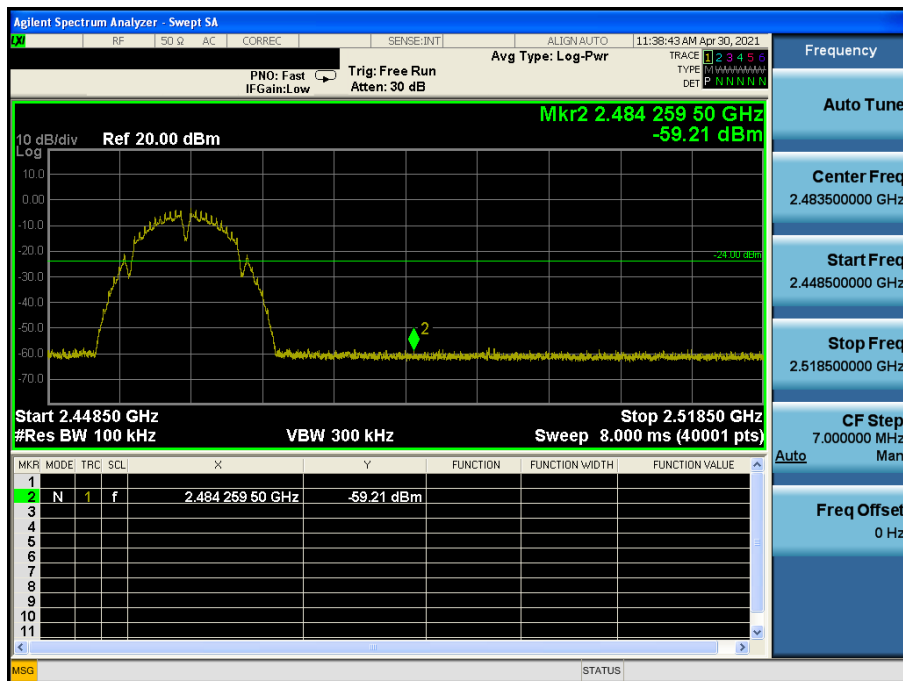 Agilent Spectrum Analyzer - Swept SA
LXI RF 50 Ω AC CORREC SENSE:INT ALIGNAUTO 11:38:43 AM Apr 30, 2021
PNO: Fast
IFGain:Low
Trig: Free Run
Atten: 30 dB
Avg Type: Log-Pwr
TRACE 1 2 3 4 5 6
TYPE M W W W W W
DET P N N N N N
Mkr2 2.484 259 50 GHz
-59.21 dBm
10 dB/div Ref 20.00 dBm
Log
10.0
0.00
-10.0
-20.0
-24.00 dBm
-30.0
-40.0
-50.0
2
-60.0
-70.0
Start 2.44850 GHz Stop 2.51850 GHz
#Res BW 100 kHz VBW 300 kHz Sweep 8.000 ms (40001 pts)
MKR MODE TRC SCL X Y FUNCTION FUNCTION WIDTH FUNCTION VALUE
1
2 N 1 f 2.484 259 50 GHz -59.21 dBm
3
4
5
6
7
8
9
10
11
MSG STATUS
Frequency
Auto Tune
Center Freq
2.483500000 GHz
Start Freq
2.448500000 GHz
Stop Freq
2.518500000 GHz
CF Step
7.000000 MHz
Auto Man
Freq Offset
0 Hz